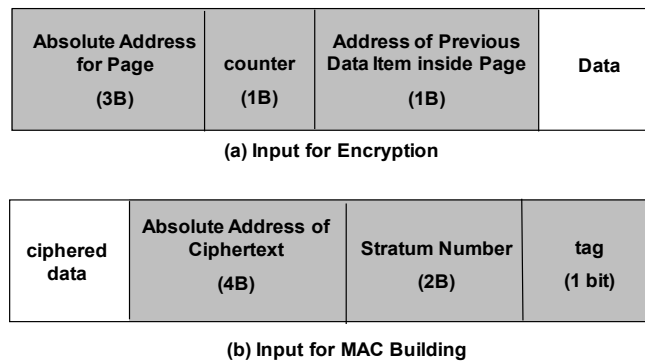 Absolute Address
for Page
(3B)
counter
(1B)
Address of Previous
Data Item inside Page
(1B)
Data
(a) Input for Encryption
ciphered
data
Absolute Address of
Ciphertext
(4B)
Stratum Number
(2B)
tag
(1 bit)
(b) Input for MAC Building